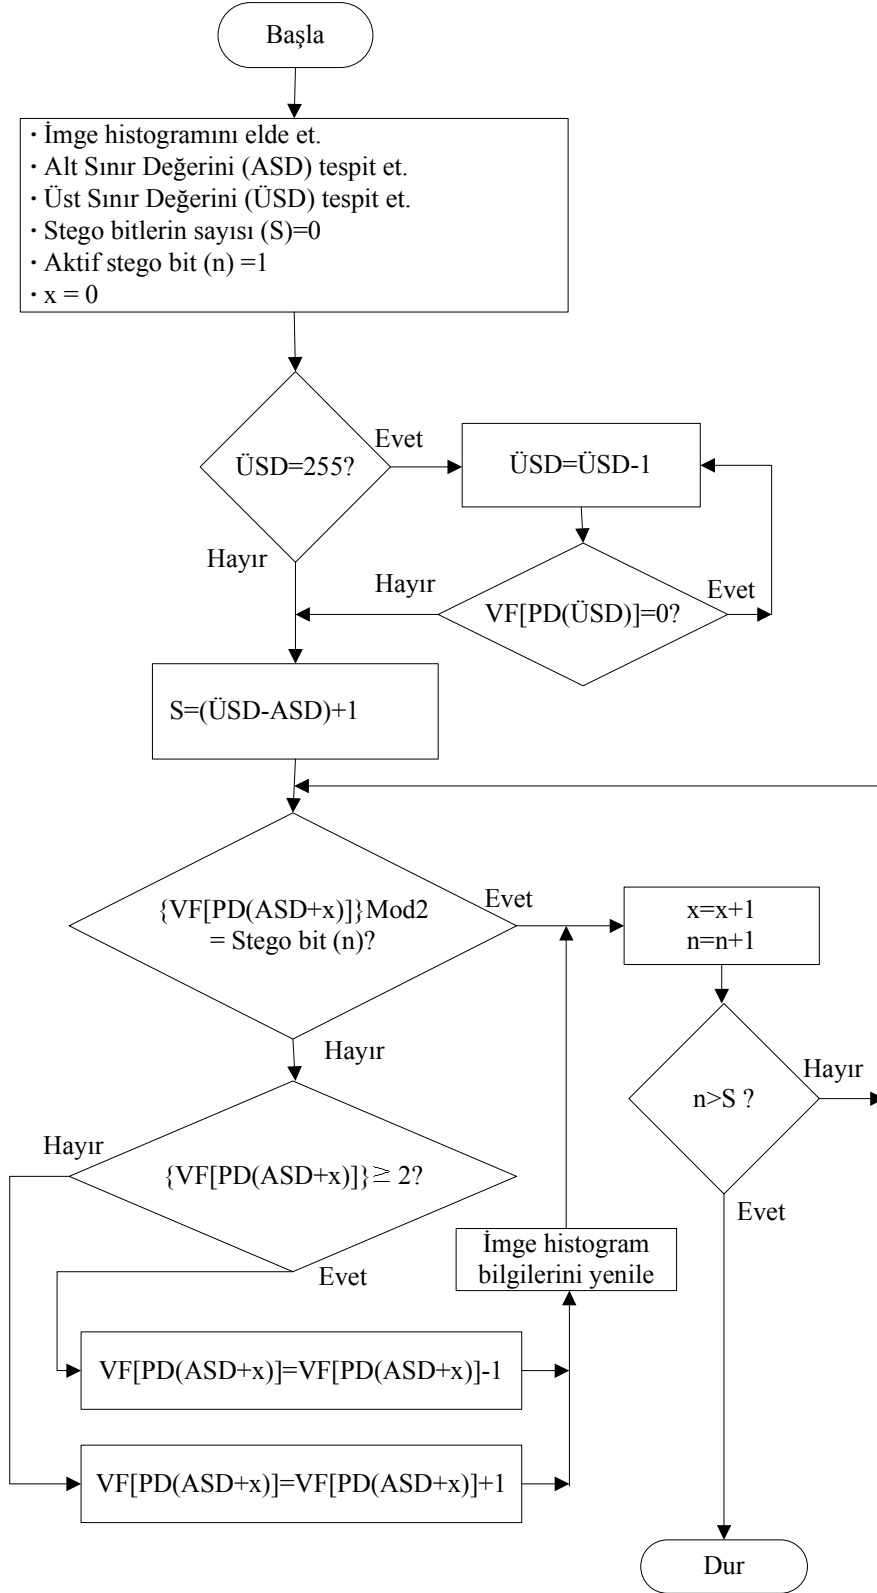 Başla
· İmge histogramını elde et.
· Alt Sınır Değerini (ASD) tespit et.
· Üst Sınır Değerini (ÜSD) tespit et.
· Stego bitlerin sayısı (S)=0
· Aktif stego bit (n) =1
· x = 0
ÜSD=255?
Evet
ÜSD=ÜSD-1
Hayır
Hayır
VF[PD(ÜSD)]=0?
Evet
S=(ÜSD-ASD)+1
{VF[PD(ASD+x)]}Mod2
= Stego bit (n)?
Evet
x=x+1
n=n+1
Hayır
n>S ?
Hayır
Evet
Hayır
{VF[PD(ASD+x)]}≥ 2?
Evet
İmge histogram
bilgilerini yenile
VF[PD(ASD+x)]=VF[PD(ASD+x)]-1
VF[PD(ASD+x)]=VF[PD(ASD+x)]+1
Dur